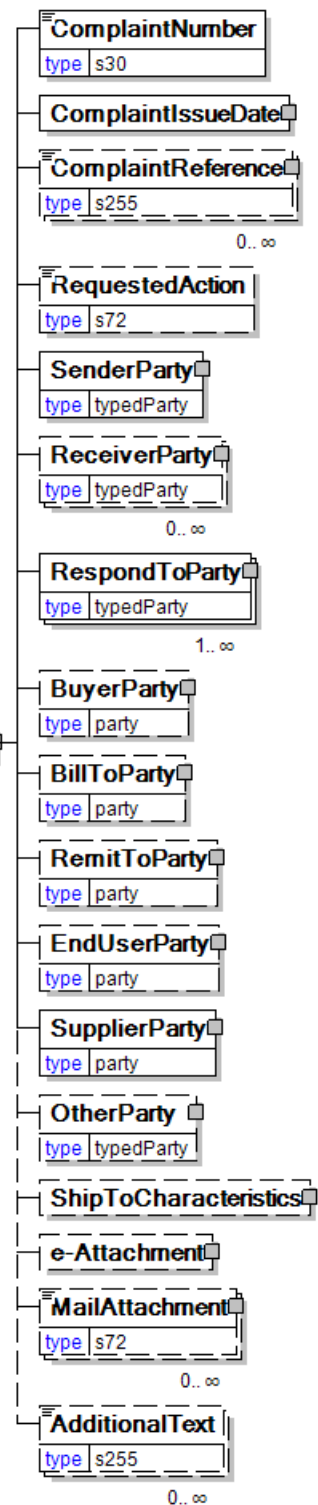 ComplaintNumber
type s30
ComplaintIssueDate
ComplaintReference
type s255
0.. ∞
RequestedAction
type s72
SenderParty
type typedParty
ReceiverParty
type typedParty
0.. ∞
RespondToParty
type typedParty
1.. ∞
BuyerParty
type party
BillToParty
type party
RemitToParty
type party
EndUserParty
type party
SupplierParty
type party
OtherParty
type typedParty
ShipToCharacteristics
e-Attachment
MailAttachment
type s72
0.. ∞
AdditionalText
type s255
0.. ∞